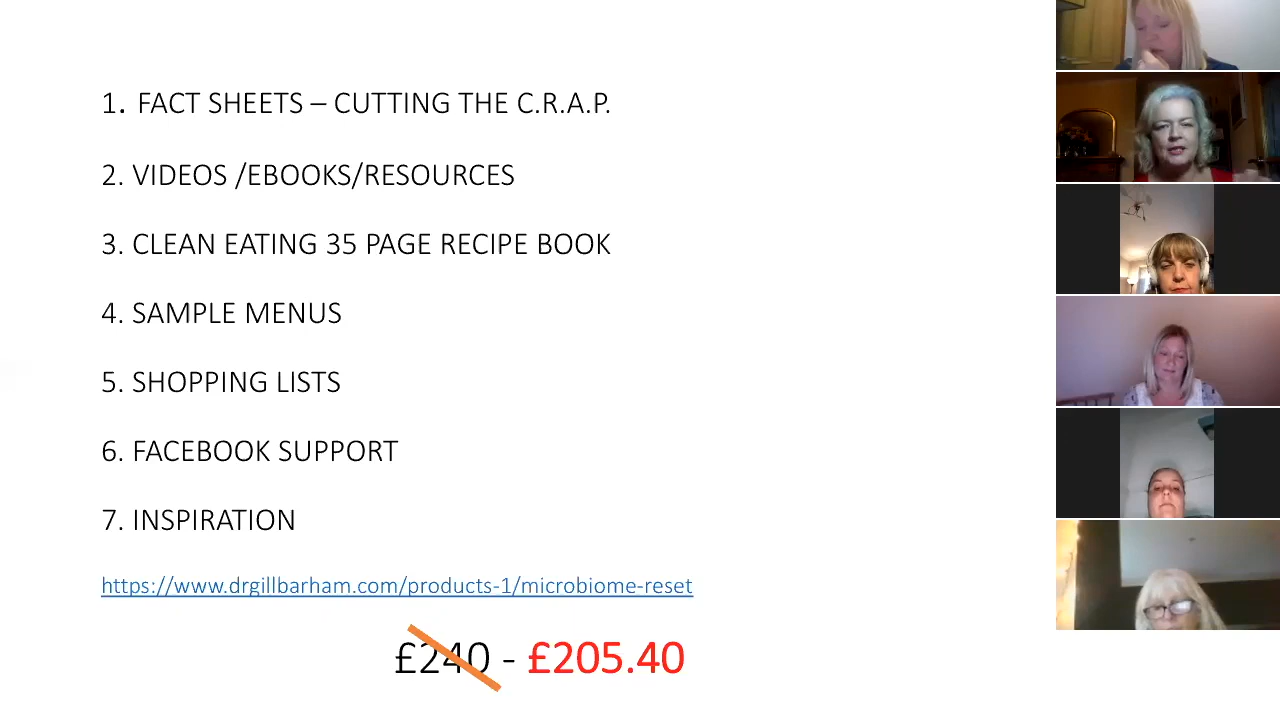 1. FACT SHEETS – CUTTING THE C.R.A.P.
2. VIDEOS /EBOOKS/RESOURCES
3. CLEAN EATING 35 PAGE RECIPE BOOK
4. SAMPLE MENUS
5. SHOPPING LISTS
6. FACEBOOK SUPPORT
7. INSPIRATION
https://www.drgillbarham.com/products-1/microbiome-reset
£240 - £205.40